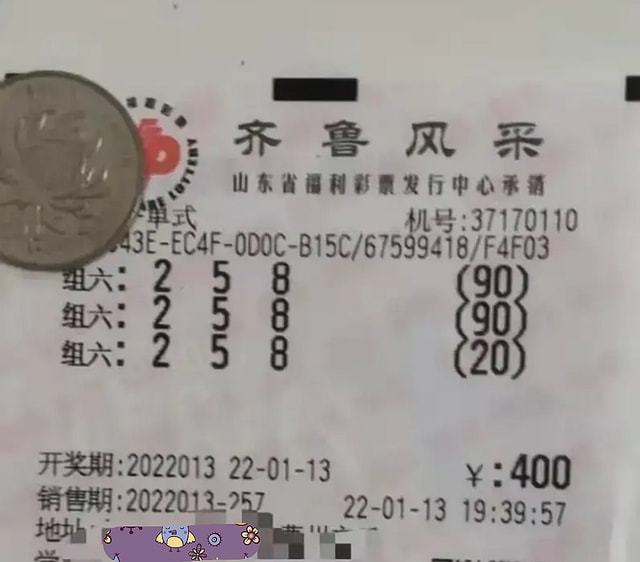 齐鲁风采
山东省福利彩票发行中心承销
单式 机号:37170110
43E-EC4F-0D0C-B15C/67599418/F4F03
组六: 2 5 8 (90)
组六: 2 5 8 (90)
组六: 2 5 8 (20)
开奖期:2022013 22-01-13 ¥:400
销售期:2022013-257 22-01-13 19:39:57
地址